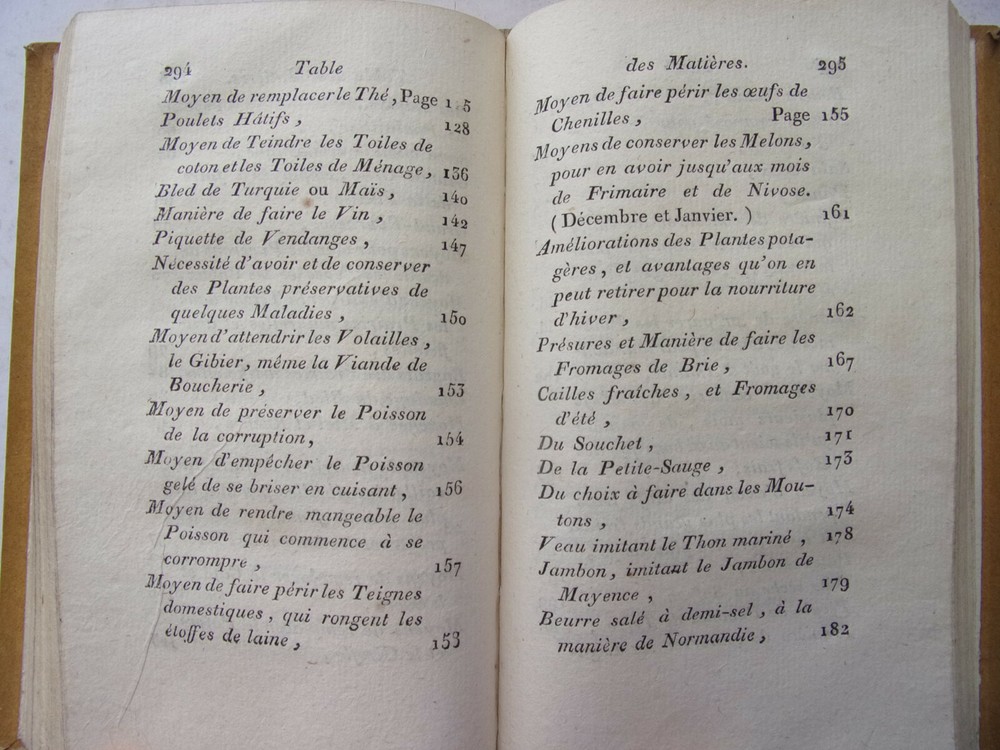 294 Table
Moyen de remplacer le Thé, Page 1 5
Poulets Hâtifs, 128
Moyen de Teindre les Toiles de
coton et les Toiles de Ménage, 136
Bled de Turquie ou Maïs, 140
Manière de faire le Vin, 142
Piquette de Vendanges, 147
Nécessité d'avoir et de conserver
des Plantes préservatives de
quelques Maladies, 150
Moyen d'attendrir les Volailles,
le Gibier, même la Viande de
Boucherie, 153
Moyen de préserver le Poisson
de la corruption, 154
Moyen d'empêcher le Poisson
gelé de se briser en cuisant, 156
Moyen de rendre mangeable le
Poisson qui commence à se
corrompre, 157
Moyen de faire périr les Teignes
domestiques, qui rongent les
étoffes de laine, 153
des Matières. 295
Moyen de faire périr les œufs de
Chenilles, Page 155
Moyens de conserver les Melons,
pour en avoir jusqu'aux mois
de Frimaire et de Nivose.
(Décembre et Janvier.) 161
Améliorations des Plantes pota-
gères, et avantages qu'on en
peut retirer pour la nourriture
d'hiver, 162
Présures et Manière de faire les
Fromages de Brie, 167
Cailles fraîches, et Fromages
d'été, 170
Du Souchet, 171
De la Petite-Sauge, 173
Du choix à faire dans les Mou-
tons, 174
Veau imitant le Thon mariné, 178
Jambon, imitant le Jambon de
Mayence, 179
Beurre salé à demi-sel, à la
manière de Normandie, 182